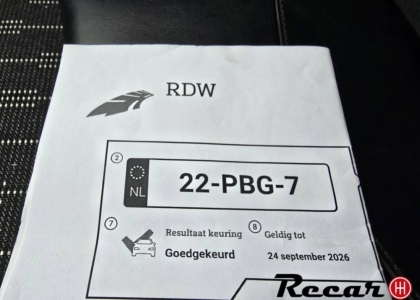 RDW
2
NL
22-PBG-7
7
Resultaat keuring
Goedgekeurd
8
Geldig tot
24 september 2026
Recar